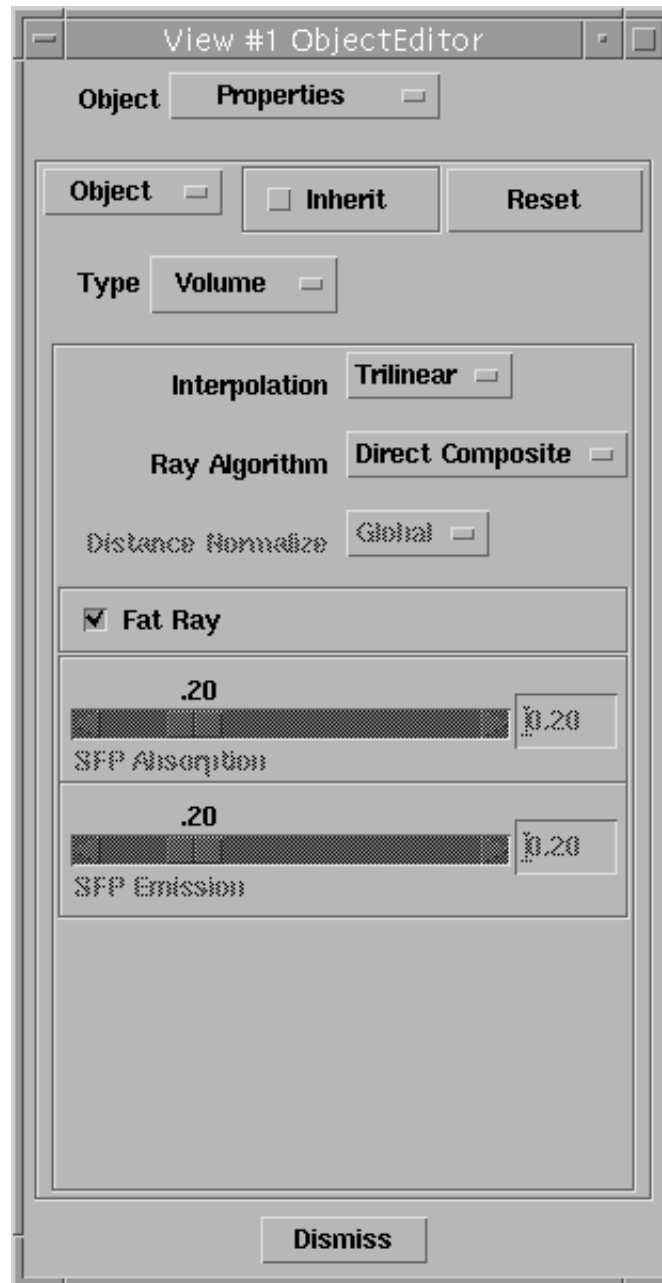 View #1 ObjectEditor
Object Properties
Object Inherit Reset
Type Volume
Interpolation Trilinear
Ray Algorithm Direct Composite
Distance Normalize Global
Fat Ray
.20
0.20
SFP Absorption
.20
0.20
SFP Emission
Dismiss